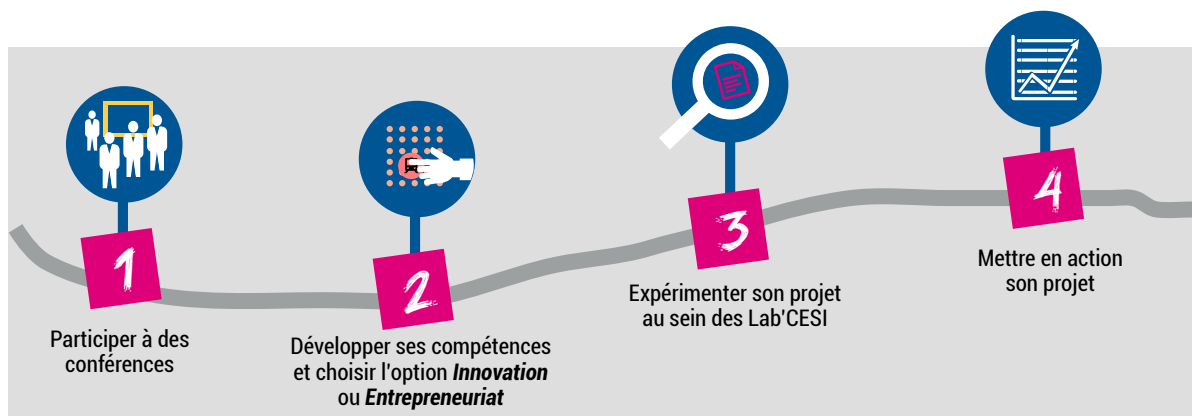 1
Participer à des
conférences
2
Développer ses compétences
et choisir l'option Innovation
ou Entrepreneuriat
3
Expérimenter son projet
au sein des Lab'CESI
4
Mettre en action
son projet